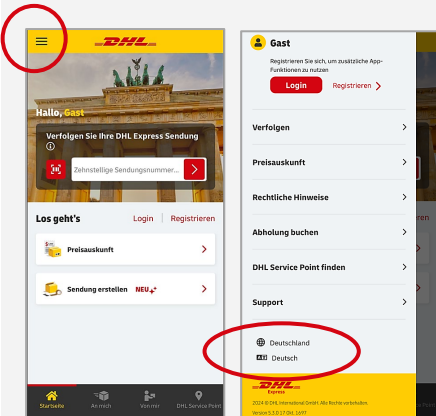 DHL
Hallo, Gast
Verfolgen Sie Ihre DHL Express Sendung
Zehnstellige Sendungsnummer...
Los geht's
Login
Registrieren
Preisauskunft
Sendung erstellen NEU
Startseite
An mich
Von mir
DHL Service Point
Gast
Registrieren Sie sich, um zusätzliche App-
Funktionen zu nutzen
Login
Registrieren
Verfolgen
Preisauskunft
Rechtliche Hinweise
Abholung buchen
DHL Service Point finden
Support
Deutschland
Deutsch
DHL
Express
2024 © DHL International GmbH. Alle Rechte vorbehalten.